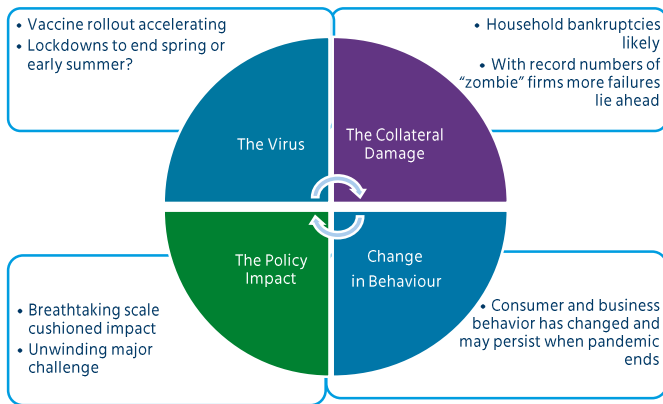 • Vaccine rollout accelerating
• Lockdowns to end spring or
early summer?
• Household bankruptcies
likely
• With record numbers of
“zombie” firms more failures
lie ahead
The Virus
The Collateral
Damage
The Policy
Impact
Change
in Behaviour
• Breathtaking scale
cushioned impact
• Unwinding major
challenge
• Consumer and business
behavior has changed and
may persist when pandemic
ends